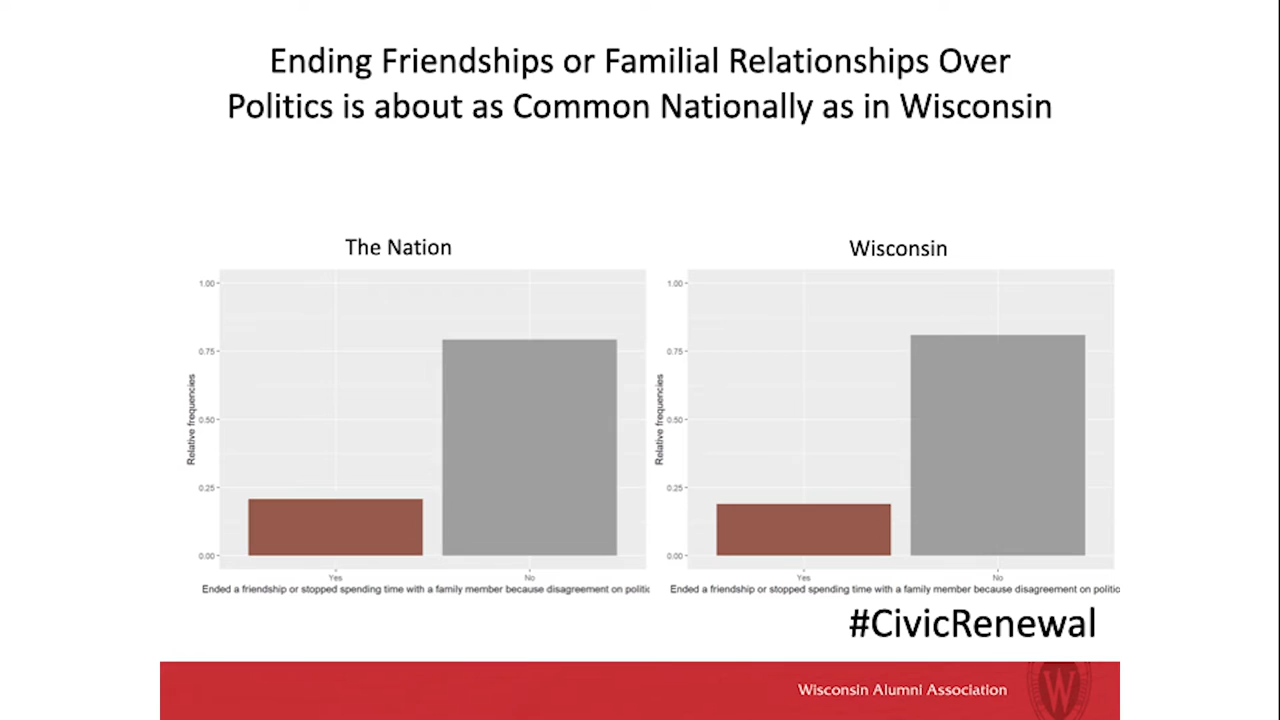 Ending Friendships or Familial Relationships Over
Politics is about as Common Nationally as in Wisconsin
The Nation
1.00
0.75
0.50
0.25
0.00
Relative frequencies
Yes
No
Ended a friendship or stopped spending time with a family member because disagreement on politic
Wisconsin
1.00
0.75
0.50
0.25
0.00
Relative frequencies
Yes
No
Ended a friendship or stopped spending time with a family member because disagreement on politic
#CivicRenewal
Wisconsin Alumni Association
W